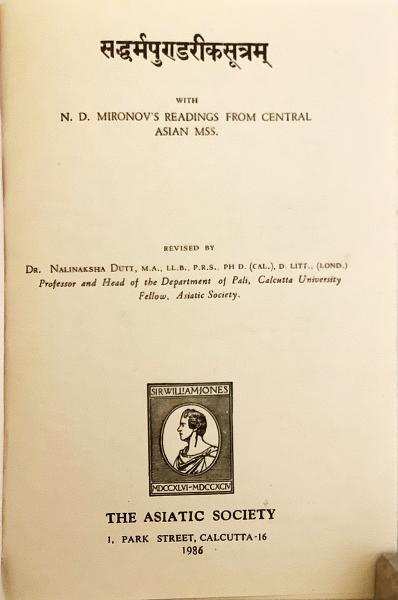 सद्धर्मपुण्डरीकसूत्रम्
WITH
N. D. MIRONOV'S READINGS FROM CENTRAL
ASIAN MSS.
REVISED BY
DR. NALINAKSHA DUTT, M.A., LL.B., P.R.S., PH D. (CAL.), D. LITT., (LOND.)
Professor and Head of the Department of Pali, Calcutta University
Fellow, Asiatic Society.
SIR WILLIAM JONES
MDCCXLVI-MDCCXCIV
THE ASIATIC SOCIETY
1, PARK STREET, CALCUTTA-16
1986